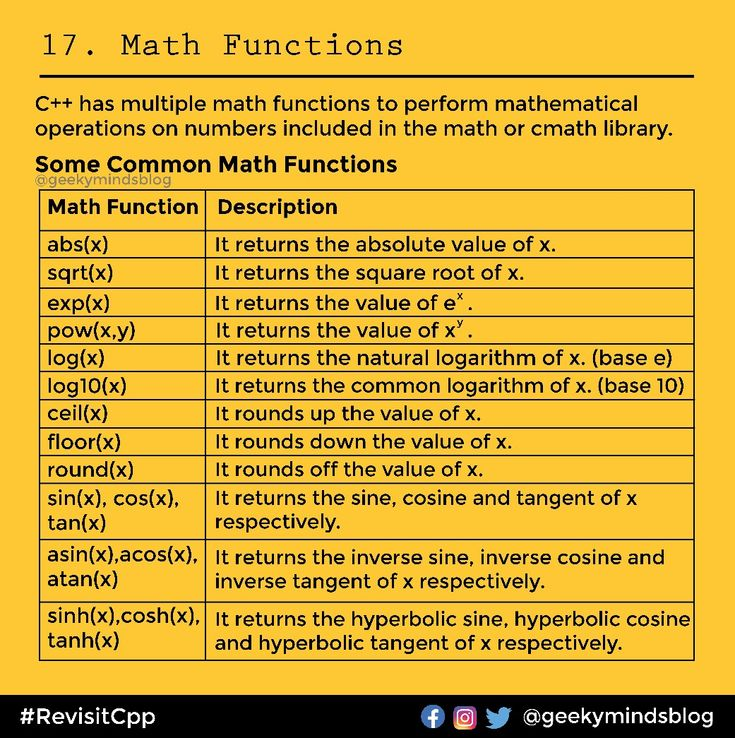 17. Math Functions
C++ has multiple math functions to perform mathematical
operations on numbers included in the math or cmath library.
Some Common Math Functions
@geekymindsblog
Math Function Description
abs(x) It returns the absolute value of x.
sqrt(x) It returns the square root of x.
exp(x) It returns the value of eˣ.
pow(x,y) It returns the value of xʸ.
log(x) It returns the natural logarithm of x. (base e)
log10(x) It returns the common logarithm of x. (base 10)
ceil(x) It rounds up the value of x.
floor(x) It rounds down the value of x.
round(x) It rounds off the value of x.
sin(x), cos(x), It returns the sine, cosine and tangent of x
tan(x) respectively.
asin(x),acos(x), It returns the inverse sine, inverse cosine and
atan(x) inverse tangent of x respectively.
sinh(x),cosh(x), It returns the hyperbolic sine, hyperbolic cosine
tanh(x) and hyperbolic tangent of x respectively.
#RevisitCpp @geekymindsblog